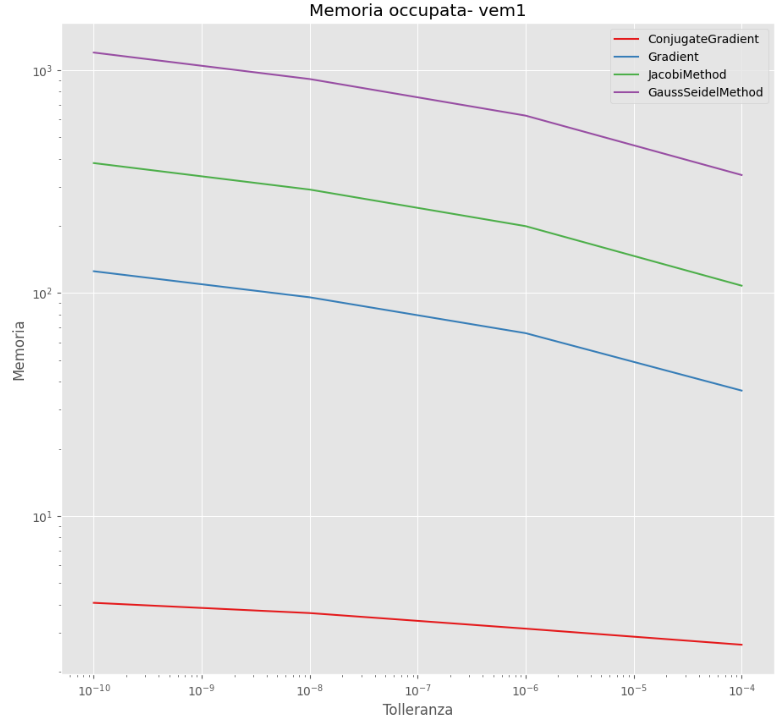 Memoria occupata- vem1
ConjugateGradient
Gradient
JacobiMethod
GaussSeidelMethod
Memoria
10³
10²
10¹
10⁻¹⁰ 10⁻⁹ 10⁻⁸ 10⁻⁷ 10⁻⁶ 10⁻⁵ 10⁻⁴
Tolleranza